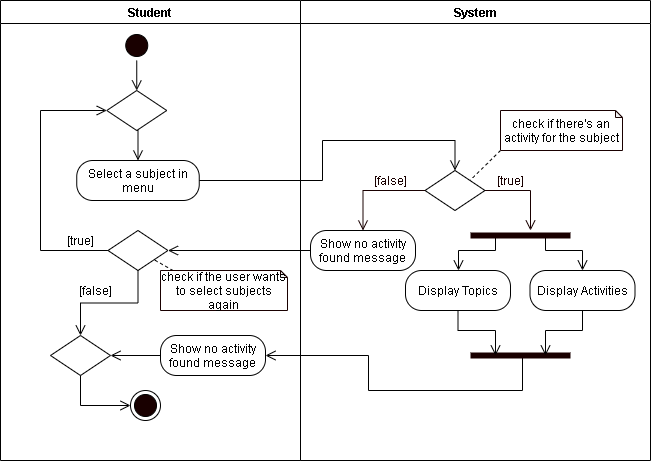 Student
System
check if there's an
activity for the subject
Select a subject in
menu
[false]
[true]
[true]
Show no activity
found message
check if the user wants
to select subjects
again
[false]
Display Topics
Display Activities
Show no activity
found message